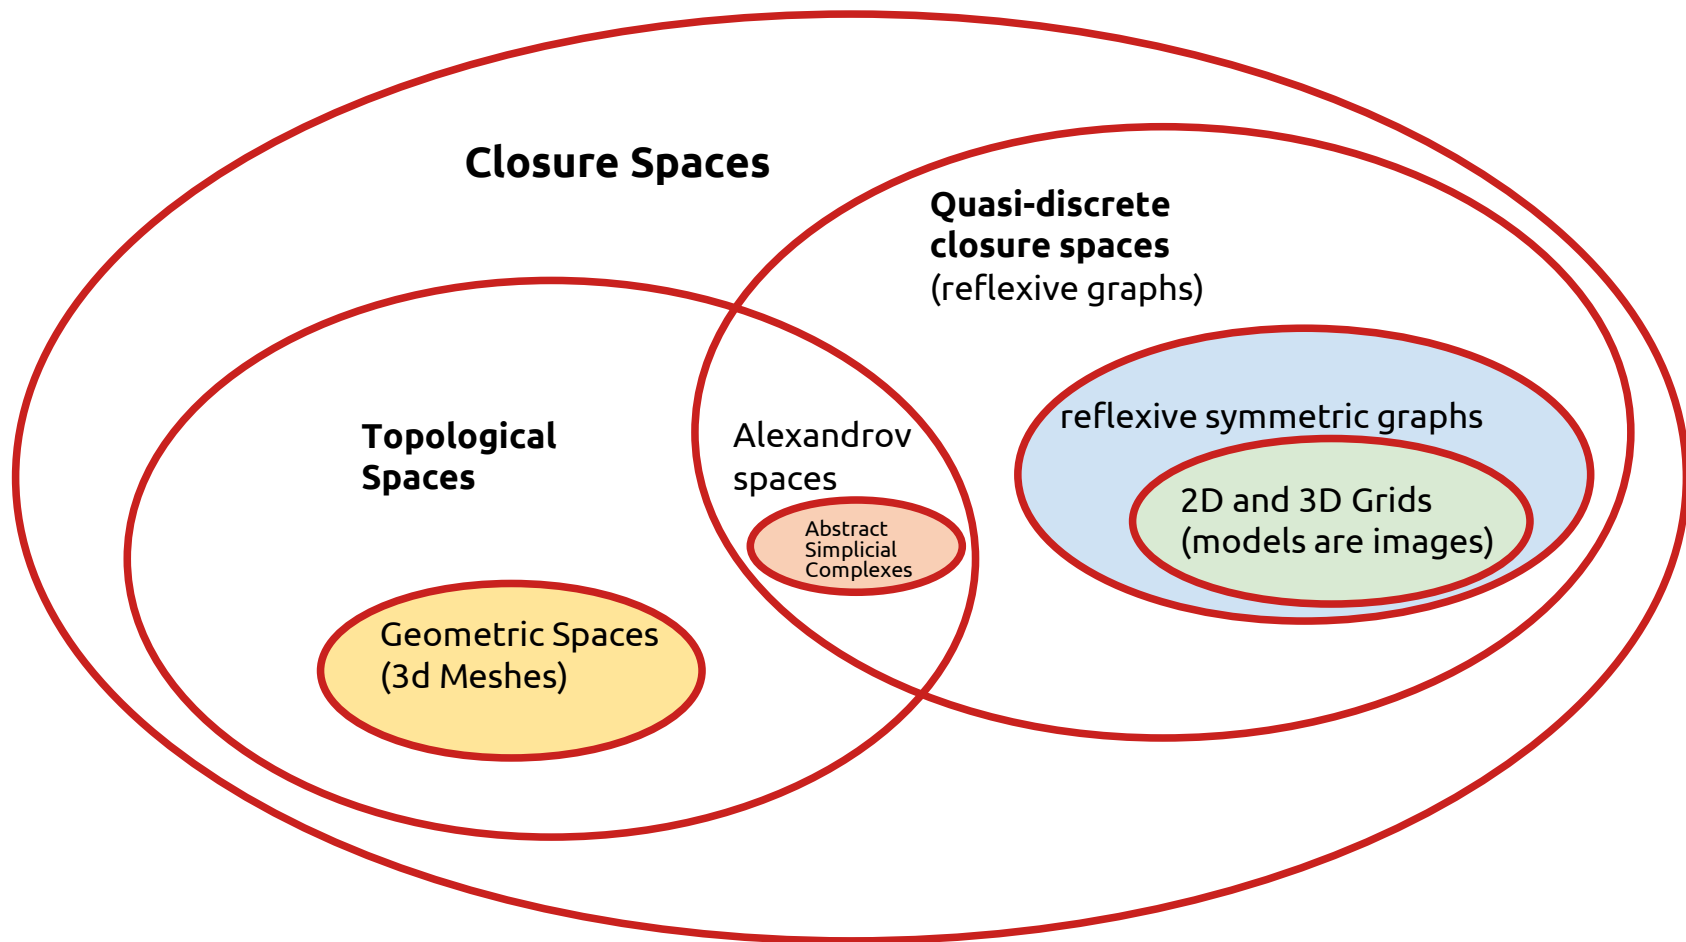 Closure Spaces
Quasi-discrete
closure spaces
(reflexive graphs)
Topological
Spaces
Alexandrov
spaces
reflexive symmetric graphs
2D and 3D Grids
(models are images)
Abstract
Simplicial
Complexes
Geometric Spaces
(3d Meshes)